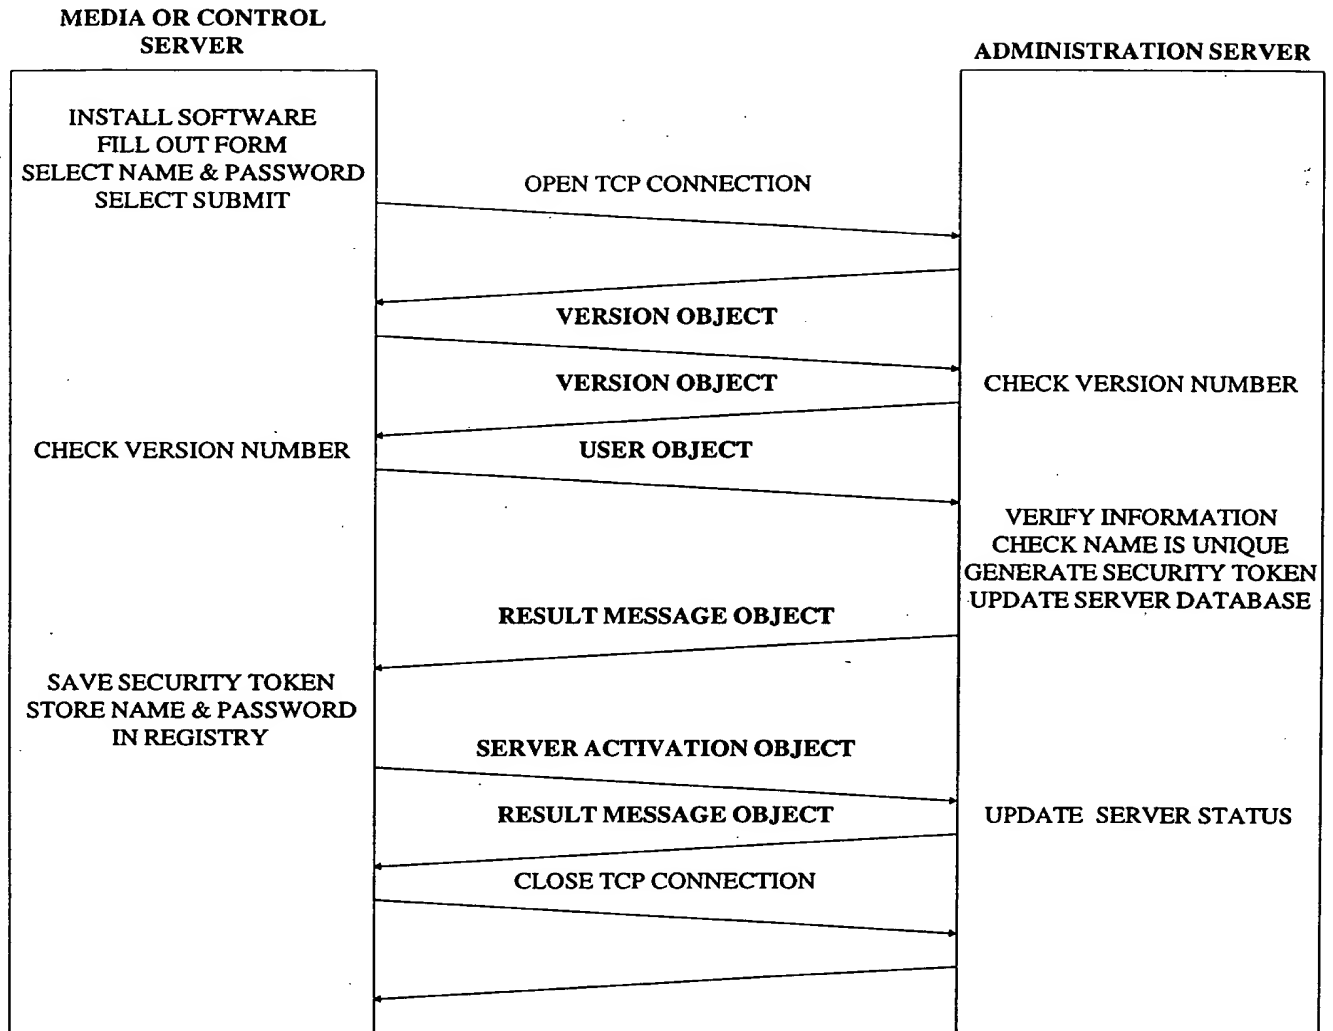 MEDIA OR CONTROL
SERVER
ADMINISTRATION SERVER
INSTALL SOFTWARE
FILL OUT FORM
SELECT NAME & PASSWORD
SELECT SUBMIT
OPEN TCP CONNECTION
VERSION OBJECT
VERSION OBJECT
CHECK VERSION NUMBER
CHECK VERSION NUMBER
USER OBJECT
VERIFY INFORMATION
CHECK NAME IS UNIQUE
GENERATE SECURITY TOKEN
UPDATE SERVER DATABASE
RESULT MESSAGE OBJECT
SAVE SECURITY TOKEN
STORE NAME & PASSWORD
IN REGISTRY
SERVER ACTIVATION OBJECT
RESULT MESSAGE OBJECT
UPDATE SERVER STATUS
CLOSE TCP CONNECTION